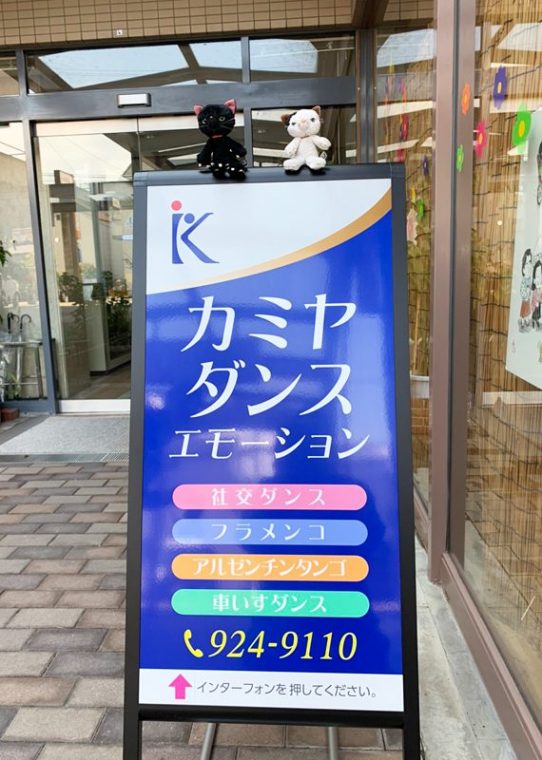 K
カミヤ
ダンス
エモーション
社交ダンス
フラメンコ
アルゼンチンタンゴ
車いすダンス
924-9110
インターフォンを押してください。